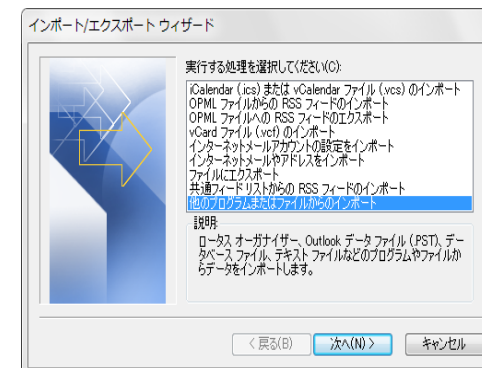 インポート/エクスポート ウィザード
実行する処理を選択してください(C):
iCalendar (.ics) または vCalendar ファイル (.vcs) のインポート
OPML ファイルからの RSS フィードのインポート
OPML ファイルへの RSS フィードのエクスポート
vCard ファイル (.vcf) のインポート
インターネットメールアカウントの設定をインポート
インターネットメールやアドレスをインポート
ファイルにエクスポート
共通フィード リストからの RSS フィードのインポート
他のプログラムまたはファイルからのインポート
説明
ロータス オーガナイザー、Outlook データ ファイル (.PST)、デー
タベース ファイル、テキスト ファイルなどのプログラムやファイルか
らデータをインポートします。
< 戻る(B)
次へ(N) >
キャンセル